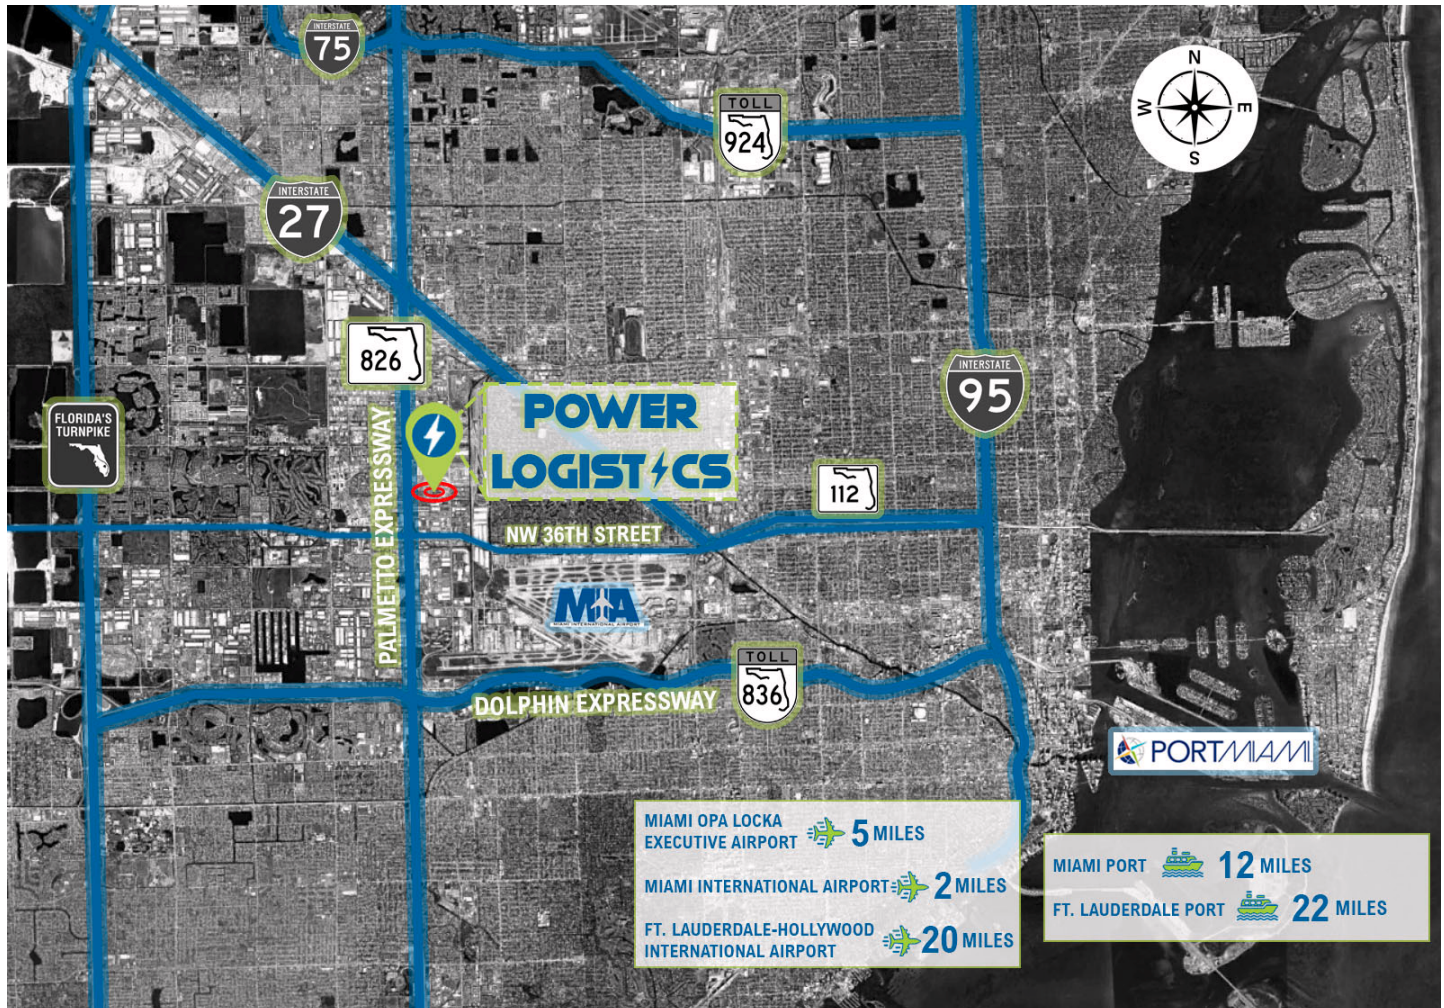 INTERSTATE
75
N
W
E
S
TOLL
924
INTERSTATE
27
826
INTERSTATE
95
POWER
LOGISTICS
FLORIDA'S
TURNPIKE
PALMETTO EXPRESSWAY
112
NW 36TH STREET
MIA
MIAMI INTERNATIONAL AIRPORT
TOLL
836
DOLPHIN EXPRESSWAY
PORTMIAMI
MIAMI OPA LOCKA
EXECUTIVE AIRPORT 5 MILES
MIAMI INTERNATIONAL AIRPORT 2 MILES
FT. LAUDERDALE-HOLLYWOOD
INTERNATIONAL AIRPORT 20 MILES
MIAMI PORT 12 MILES
FT. LAUDERDALE PORT 22 MILES